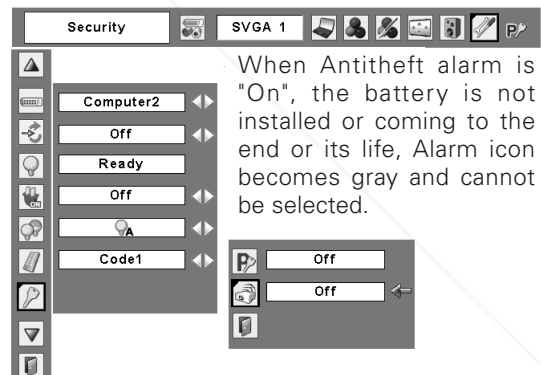 Security
SVGA 1
When Antitheft alarm is
"On", the battery is not
installed or coming to the
end or its life, Alarm icon
becomes gray and cannot
be selected.
Computer2
Off
Ready
Off
A
Code1
ON
P
Off
Off